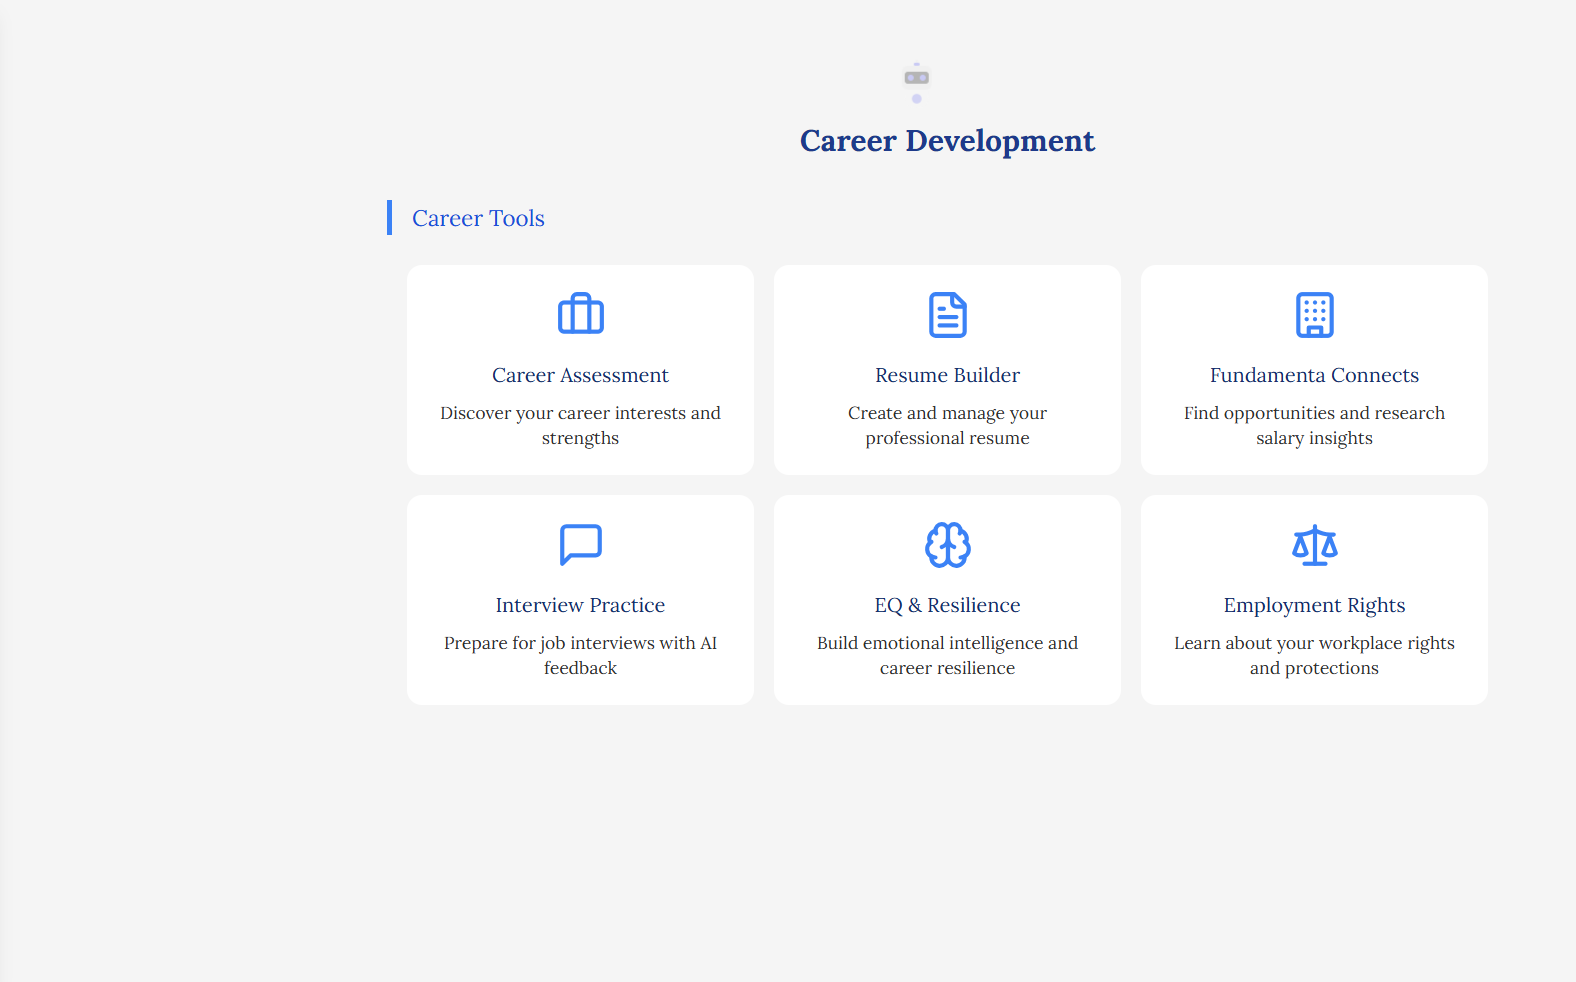 Career Development
Career Tools
Career Assessment
Discover your career interests and
strengths
Resume Builder
Create and manage your
professional resume
Fundamenta Connects
Find opportunities and research
salary insights
Interview Practice
Prepare for job interviews with AI
feedback
EQ & Resilience
Build emotional intelligence and
career resilience
Employment Rights
Learn about your workplace rights
and protections